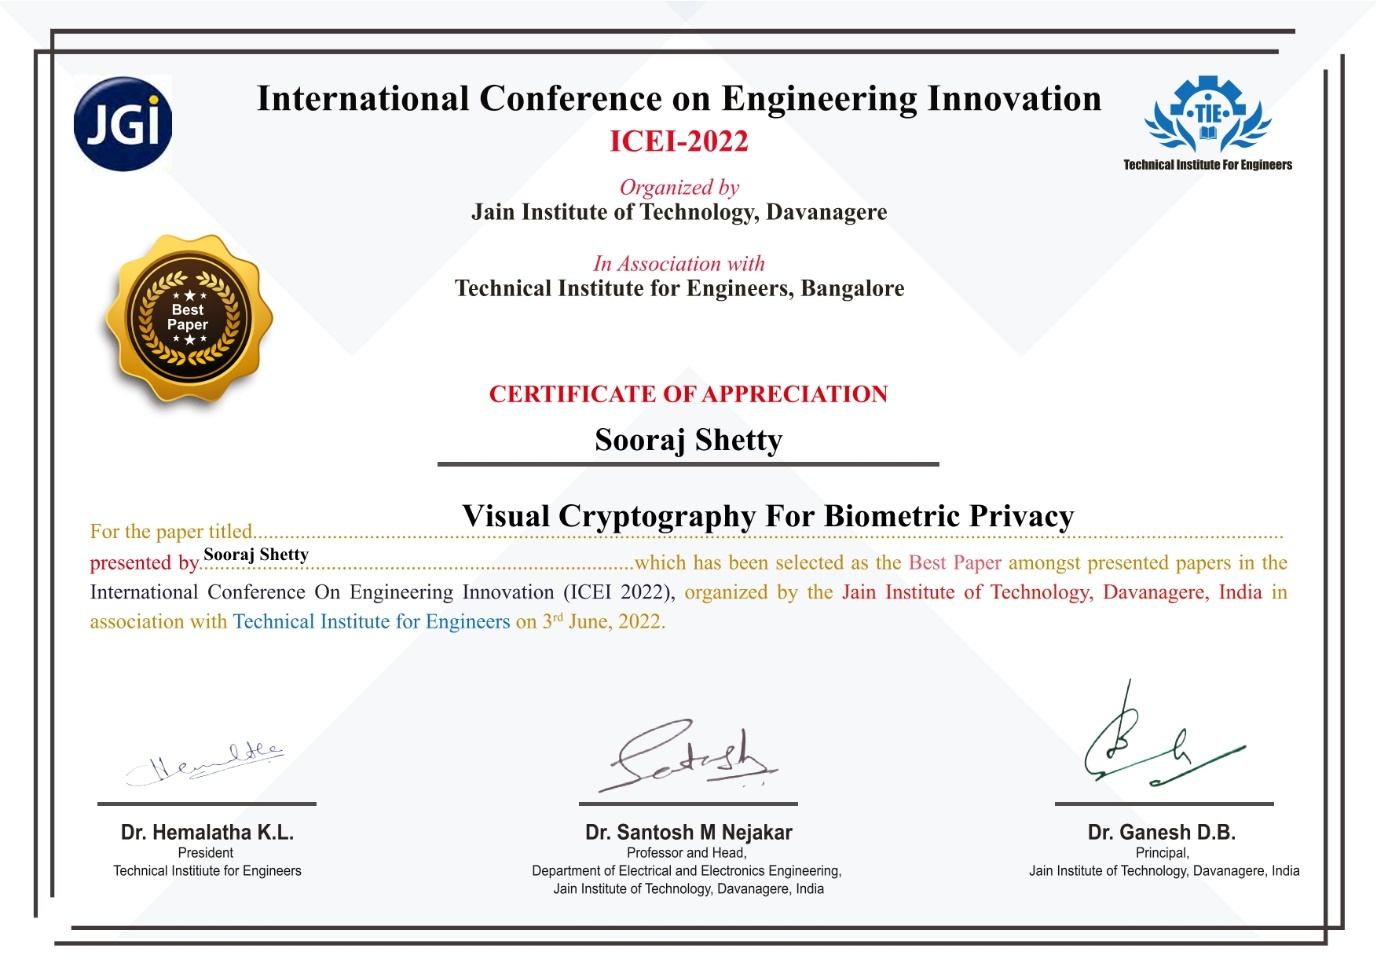 JGi
International Conference on Engineering Innovation
ICEI-2022
TIE
Technical Institute For Engineers
Organized by
Jain Institute of Technology, Davanagere
In Association with
Technical Institute for Engineers, Bangalore
Best
Paper
CERTIFICATE OF APPRECIATION
Sooraj Shetty
For the paper titled Visual Cryptography For Biometric Privacy
presented by Sooraj Shetty which has been selected as the Best Paper amongst presented papers in the
International Conference On Engineering Innovation (ICEI 2022), organized by the Jain Institute of Technology, Davanagere, India in
association with Technical Institute for Engineers on 3rd June, 2022.
Hemalatha
Santosh
Dr. Hemalatha K.L.
President
Technical Institiute for Engineers
Dr. Santosh M Nejakar
Professor and Head,
Department of Electrical and Electronics Engineering,
Jain Institute of Technology, Davanagere, India
Dr. Ganesh D.B.
Principal,
Jain Institute of Technology, Davanagere, India